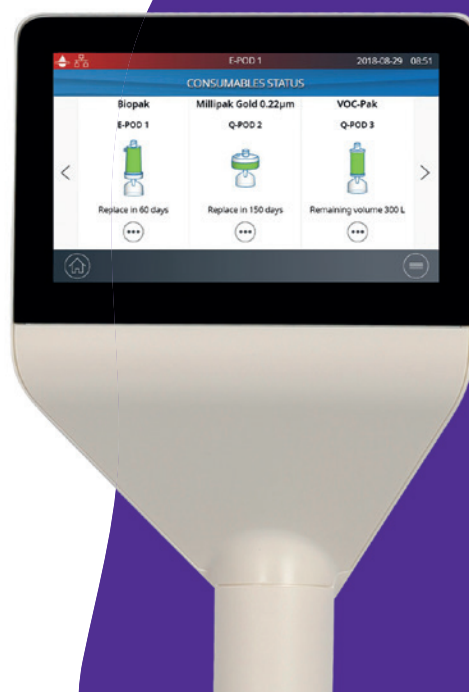 E-POD 1
2018-08-29 08:51
CONSUMABLES STATUS
Biopak
E-POD 1
Replace in 60 days
Millipak Gold 0.22µm
Q-POD 2
Replace in 150 days
VOC-Pak
Q-POD 3
Remaining volume 300 L